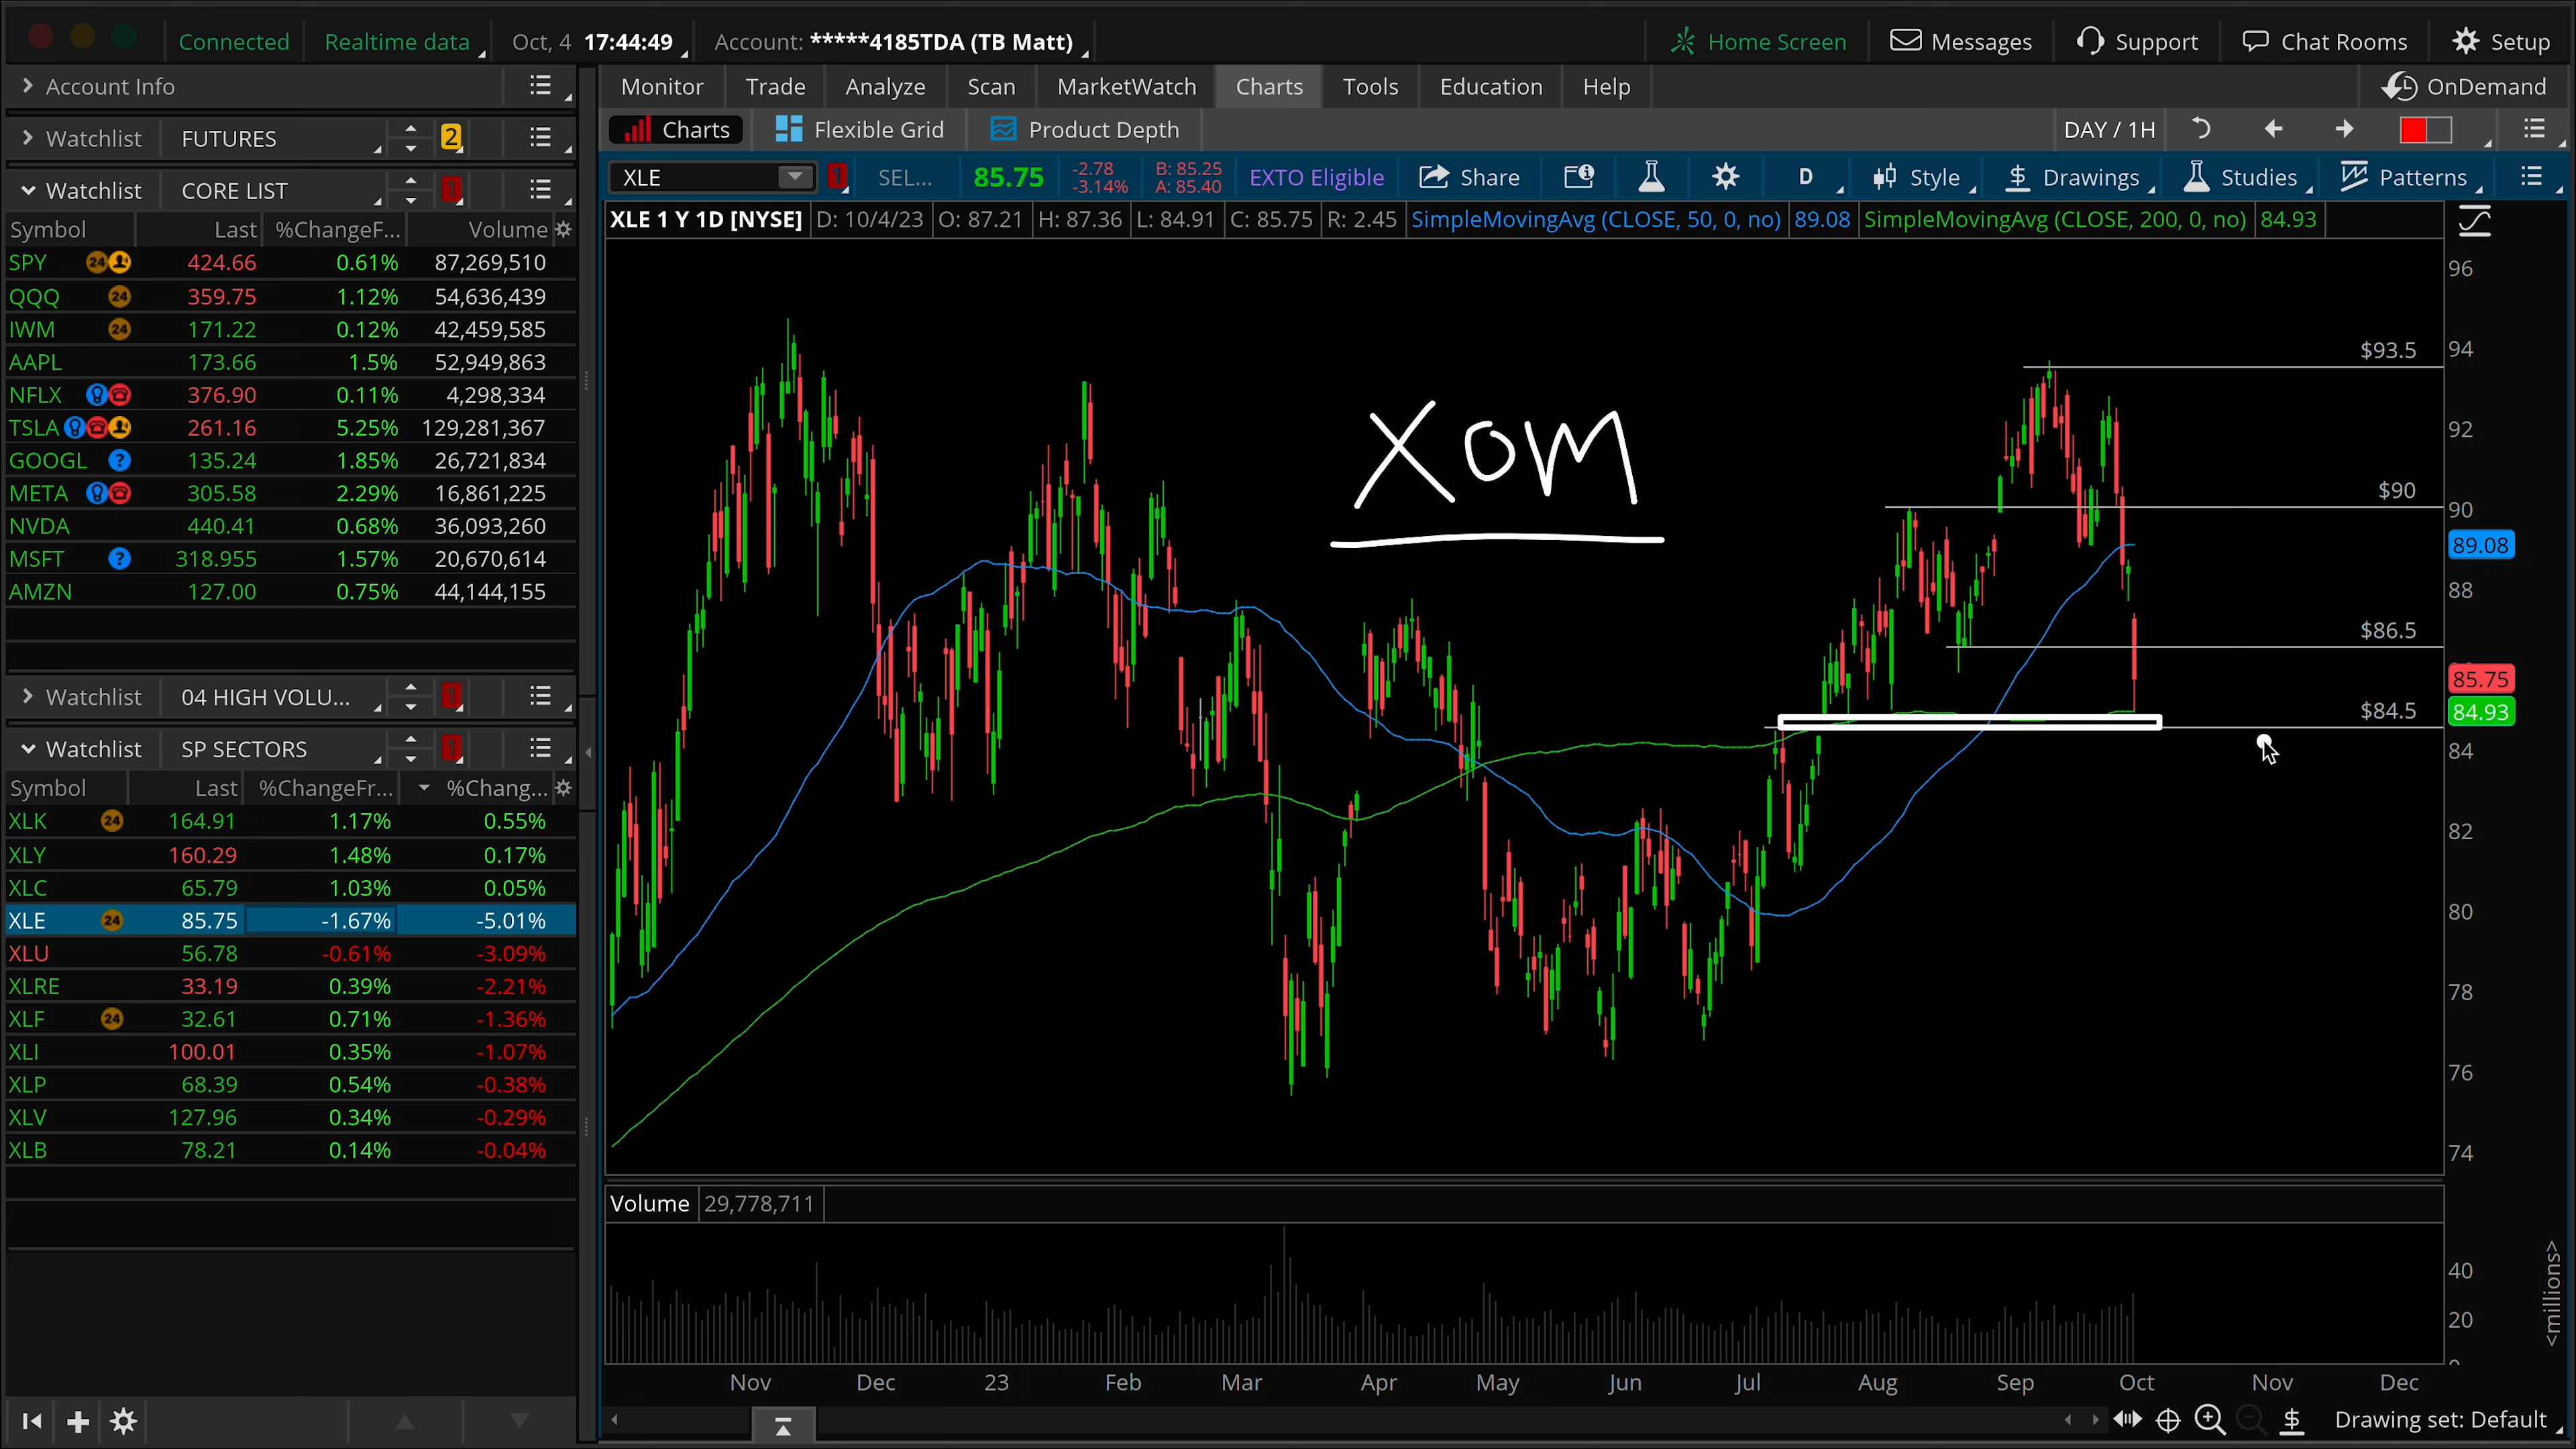 Connected Realtime data Oct, 4 17:44:49 Account: *****4185TDA (TB Matt) Home Screen Messages Support Chat Rooms Setup
Account Info
Monitor Trade Analyze Scan MarketWatch Charts Tools Education Help OnDemand
Watchlist FUTURES 2
Charts Flexible Grid Product Depth DAY / 1H
Watchlist CORE LIST 1
XLE 1 SEL... 85.75 -2.78 -3.14% B: 85.25 A: 85.40 EXTO Eligible Share D Style Drawings Studies Patterns
XLE 1 Y 1D [NYSE] D: 10/4/23 O: 87.21 H: 87.36 L: 84.91 C: 85.75 R: 2.45 SimpleMovingAvg (CLOSE, 50, 0, no) 89.08 SimpleMovingAvg (CLOSE, 200, 0, no) 84.93
Symbol Last %ChangeF... Volume
SPY 24 424.66 0.61% 87,269,510
QQQ 24 359.75 1.12% 54,636,439
IWM 24 171.22 0.12% 42,459,585
AAPL 173.66 1.5% 52,949,863
NFLX 376.90 0.11% 4,298,334
TSLA 261.16 5.25% 129,281,367
GOOGL ? 135.24 1.85% 26,721,834
META 305.58 2.29% 16,861,225
NVDA 440.41 0.68% 36,093,260
MSFT ? 318.955 1.57% 20,670,614
AMZN 127.00 0.75% 44,144,155
Watchlist 04 HIGH VOLU... 1
Watchlist SP SECTORS 1
Symbol Last %ChangeFr... %Chang...
XLK 24 164.91 1.17% 0.55%
XLY 160.29 1.48% 0.17%
XLC 65.79 1.03% 0.05%
XLE 24 85.75 -1.67% -5.01%
XLU 56.78 -0.61% -3.09%
XLRE 33.19 0.39% -2.21%
XLF 24 32.61 0.71% -1.36%
XLI 100.01 0.35% -1.07%
XLP 68.39 0.54% -0.38%
XLV 127.96 0.34% -0.29%
XLB 78.21 0.14% -0.04%
XOM
$93.5
$90
$86.5
$84.5
96
94
92
90
89.08
88
85.75
84.93
84
82
80
78
76
74
Volume 29,778,711
40
20
<millions>
Nov Dec 23 Feb Mar Apr May Jun Jul Aug Sep Oct Nov Dec
Drawing set: Default